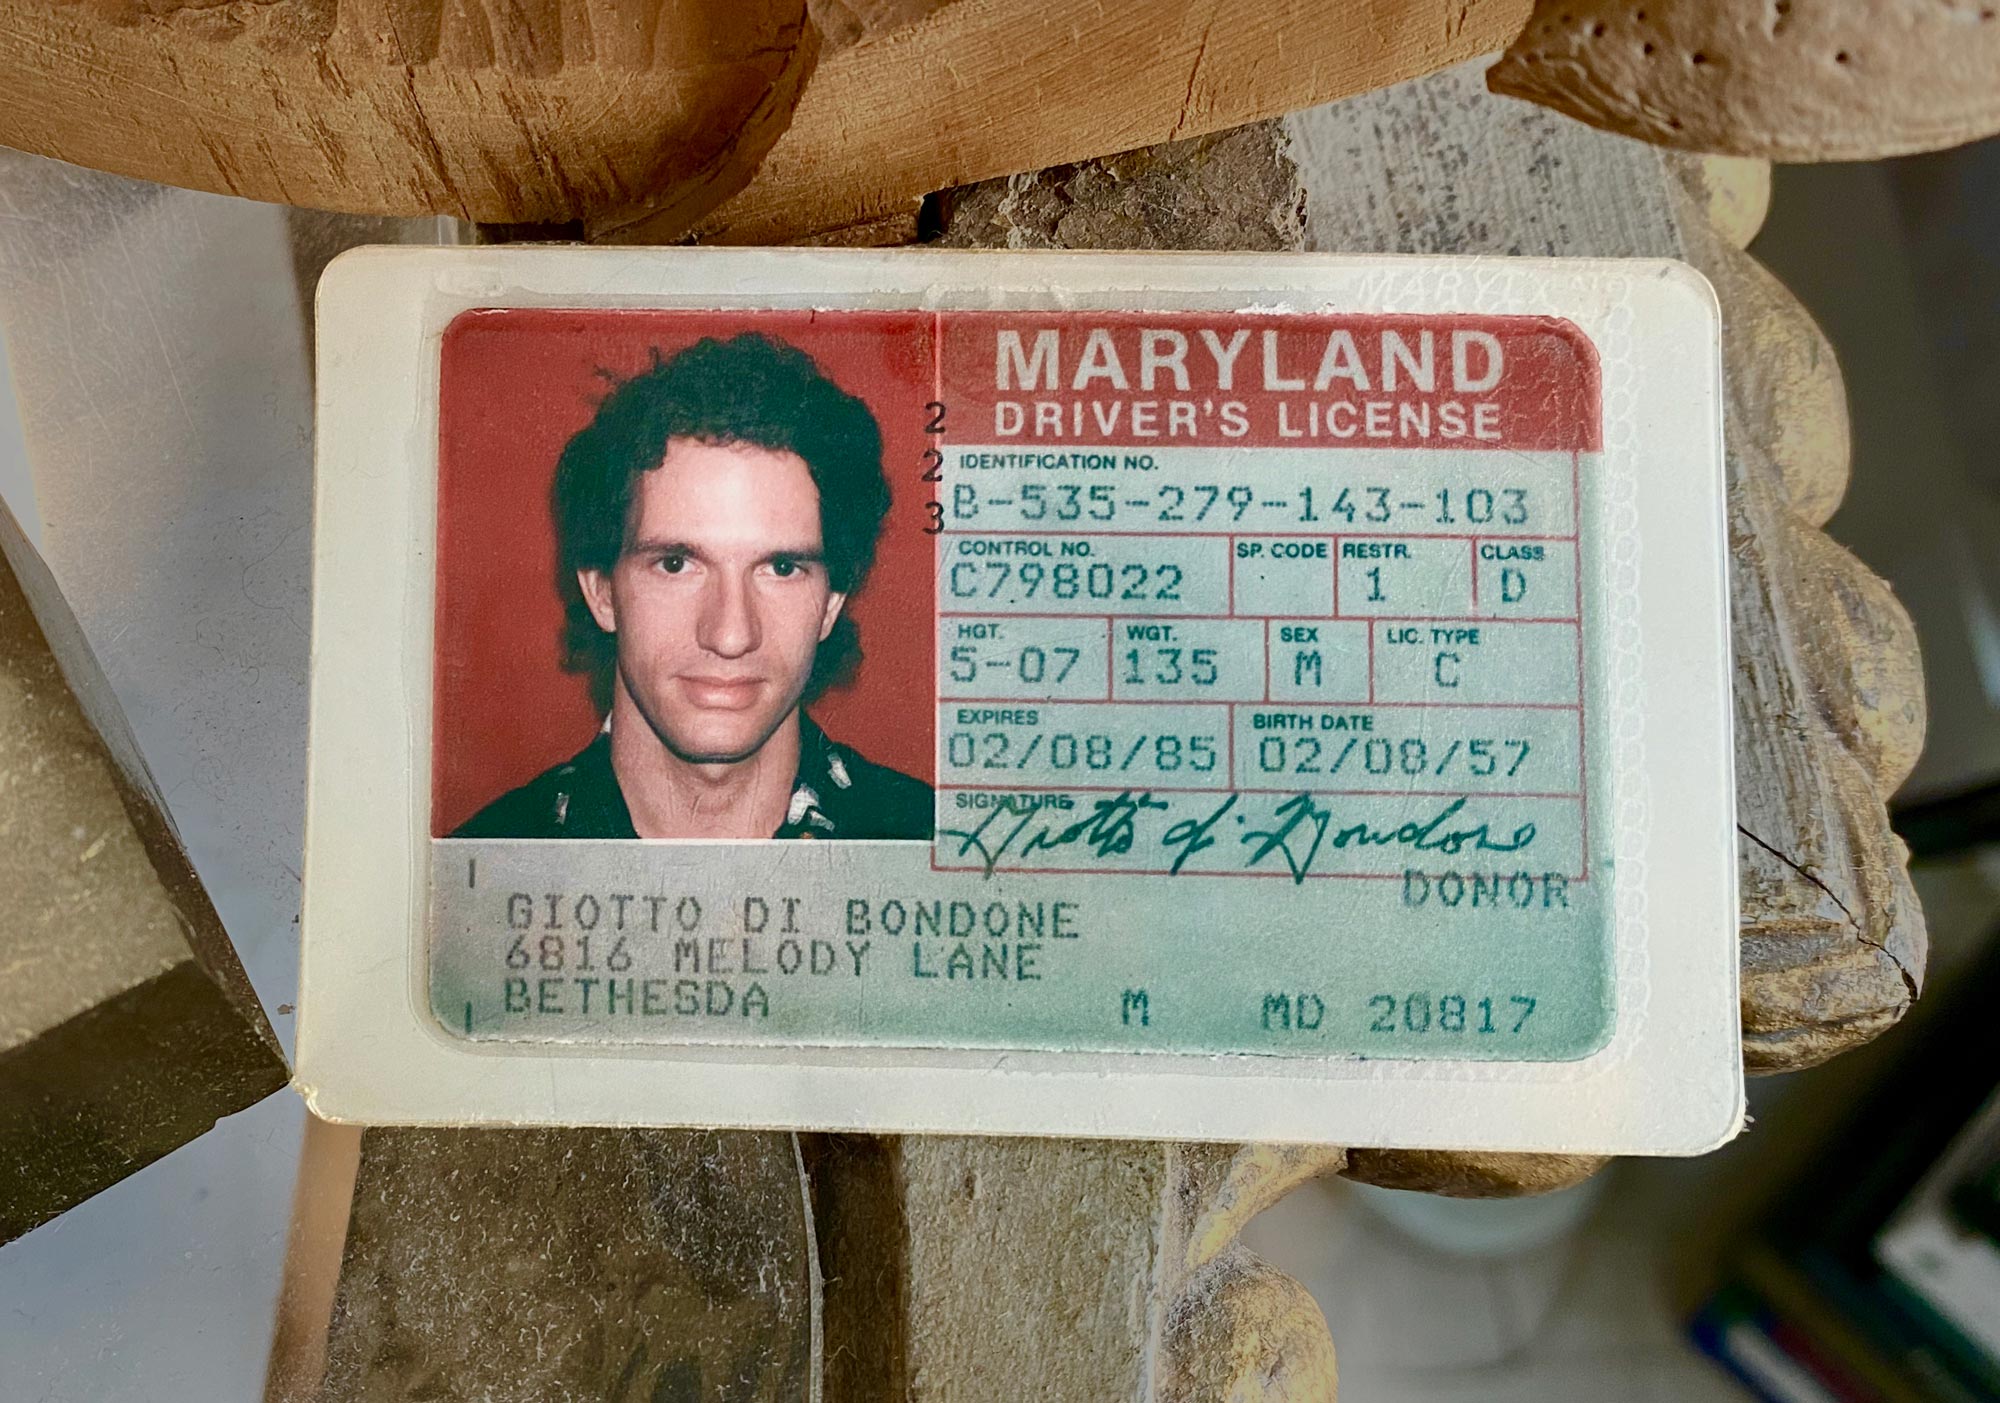 MARYLAND
DRIVER'S LICENSE
2
2
3
IDENTIFICATION NO.
B-535-279-143-103
CONTROL NO. SP. CODE RESTR. CLASS
C798022 1 D
HGT. WGT. SEX LIC. TYPE
5-07 135 M C
EXPIRES BIRTH DATE
02/08/85 02/08/57
SIGNATURE
Giotto di Bondone
DONOR
GIOTTO DI BONDONE
6816 MELODY LANE
BETHESDA M MD 20817